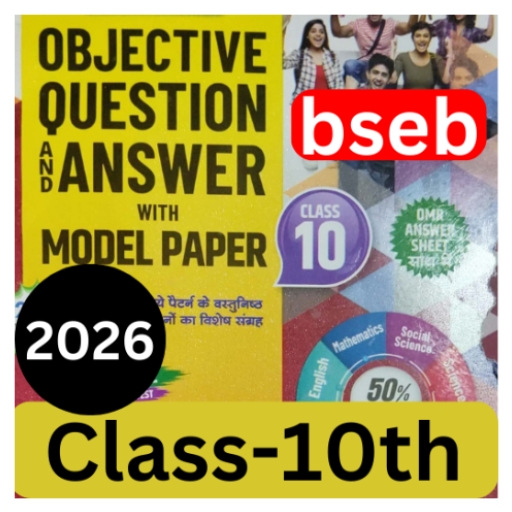 OBJECTIVE
QUESTION
AND ANSWER
WITH
MODEL PAPER
bseb
CLASS
10
OMR
ANSWER
SHEET
पैटर्न के वस्तुनिष्ठ
का विशेष संग्रह
2026
English
Mathematics
Social
Science
Science
50%
Class-10th